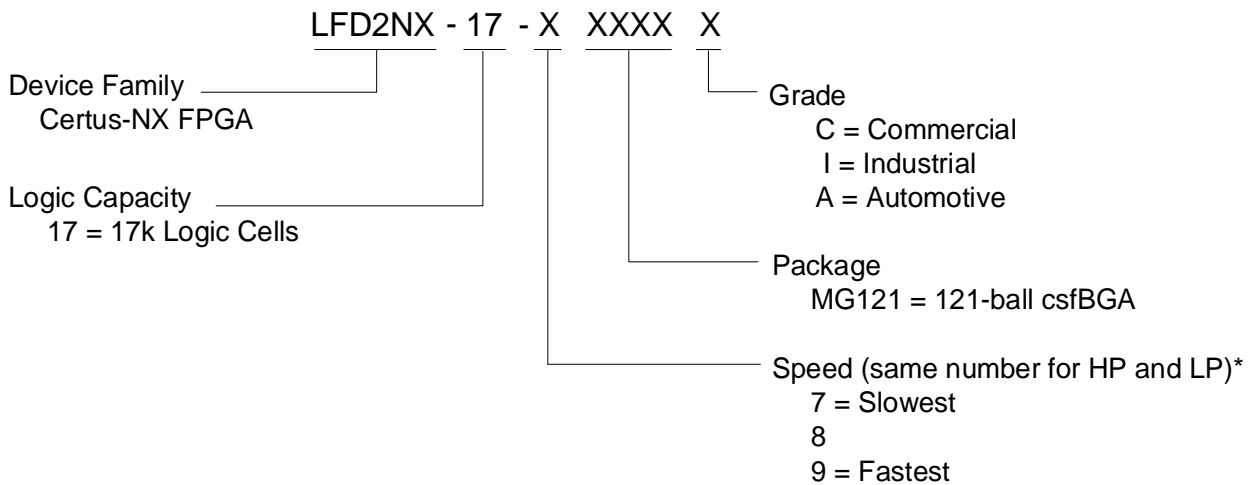 LFD2NX - 17 - X XXXX X
Device Family
Certus-NX FPGA
Logic Capacity
17 = 17k Logic Cells
Grade
C = Commercial
I = Industrial
A = Automotive
Package
MG121 = 121-ball csfBGA
Speed (same number for HP and LP)*
7 = Slowest
8
9 = Fastest